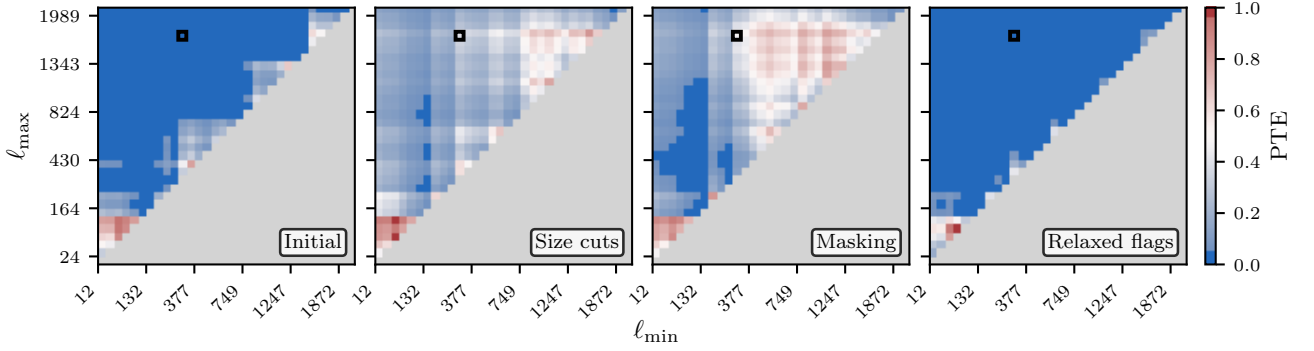 ℓmax
1989
1343
824
430
164
24
Initial
Size cuts
Masking
Relaxed flags
12 132 377 749 1247 1872
12 132 377 749 1247 1872
12 132 377 749 1247 1872
12 132 377 749 1247 1872
ℓmin
1.0
0.8
0.6
0.4
0.2
0.0
PTE